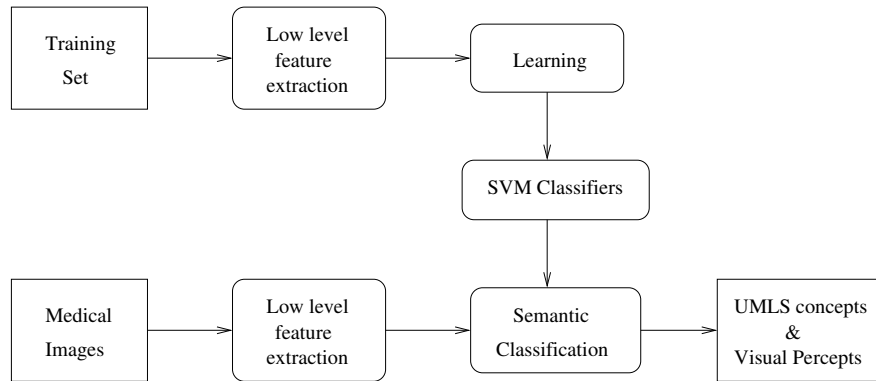 Training
Set
Low level
feature
extraction
Learning
SVM Classifiers
Medical
Images
Low level
feature
extraction
Semantic
Classification
UMLS concepts
&
Visual Percepts